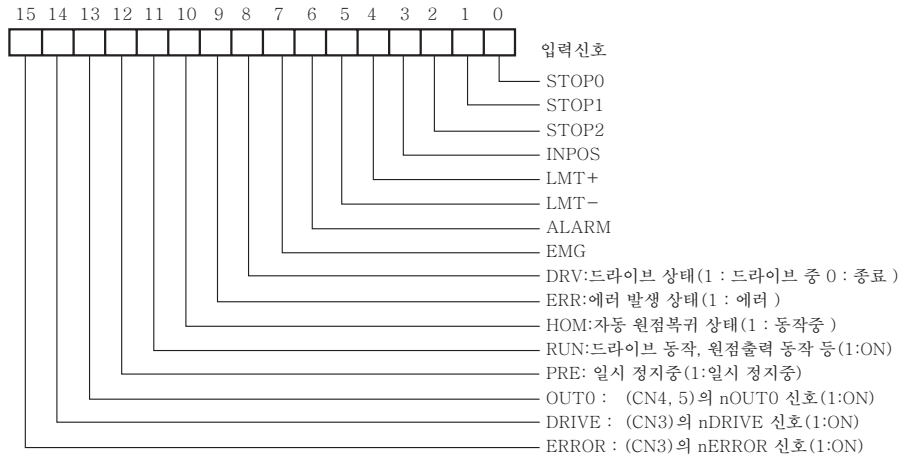 15 14 13 12 11 10 9 8 7 6 5 4 3 2 1 0
입력신호
STOP0
STOP1
STOP2
INPOS
LMT+
LMT−
ALARM
EMG
DRV:드라이브 상태(1 : 드라이브 중 0 : 종료 )
ERR:에러 발생 상태(1 : 에러 )
HOM:자동 원점복귀 상태(1 : 동작중 )
RUN:드라이브 동작, 원점출력 동작 등(1:ON)
PRE: 일시 정지중(1:일시 정지중)
OUT0 : (CN4, 5)의 nOUT0 신호(1:ON)
DRIVE : (CN3)의 nDRIVE 신호(1:ON)
ERROR : (CN3)의 nERROR 신호(1:ON)